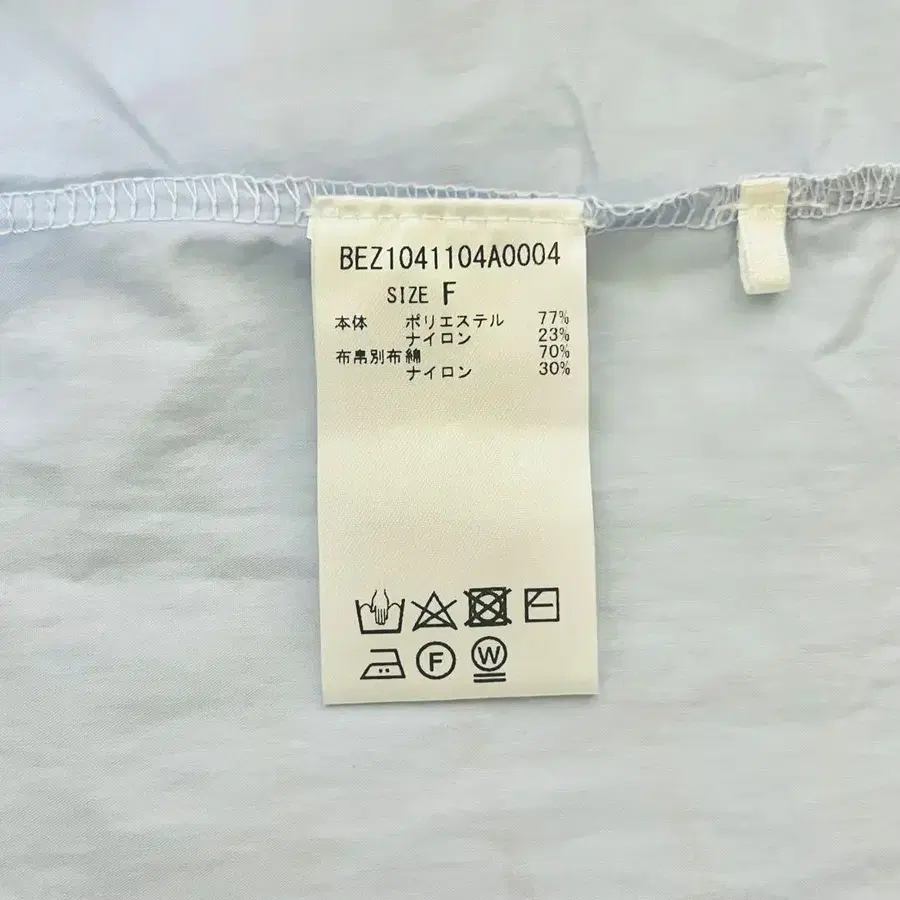 BEZ1041104A0004
SIZE F
本体 ポリエステル 77%
ナイロン 23%
布帛別布綿 70%
ナイロン 30%
F
W